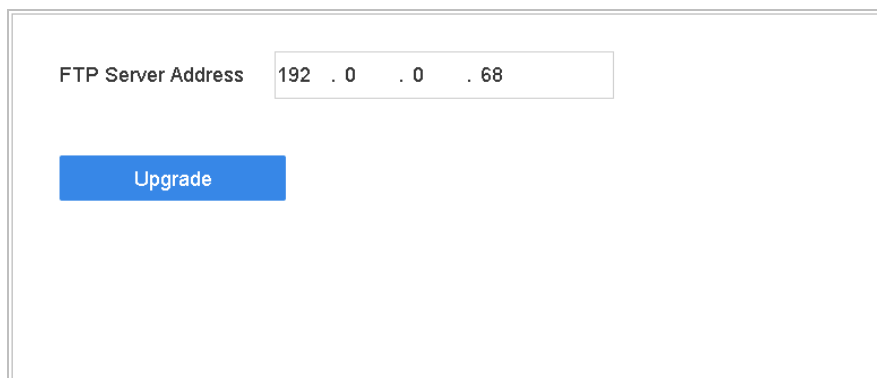 FTP Server Address 192 . 0 . 0 . 68
Upgrade